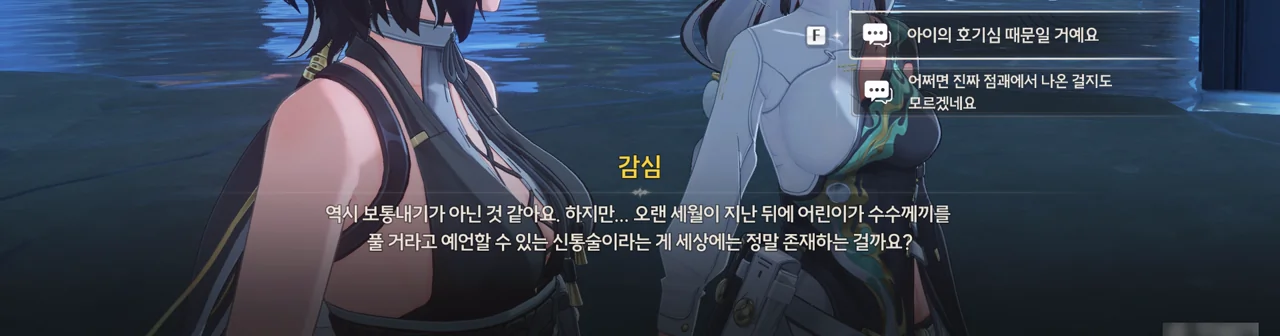 F
아이의 호기심 때문일 거예요
어쩌면 진짜 점괘에서 나온 걸지도
모르겠네요
감심
역시 보통내기가 아닌 것 같아요. 하지만... 오랜 세월이 지난 뒤에 어린이가 수수께끼를
풀 거라고 예언할 수 있는 신통술이라는 게 세상에는 정말 존재하는 걸까요?